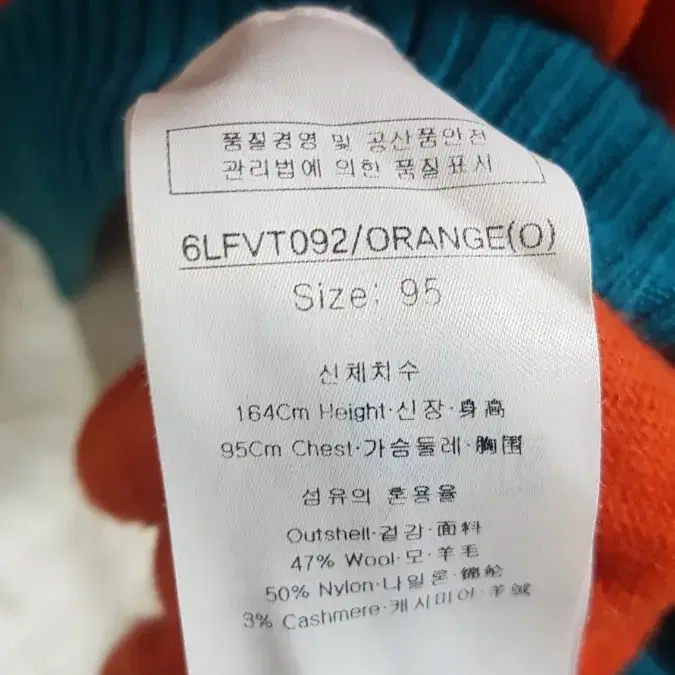 품질경영 및 공산품안전
관리법에 의한 품질표시
6LFVT092/ORANGE(O)
Size: 95
신체치수
164Cm Height·신장·身高
95Cm Chest·가슴둘레·胸围
섬유의 혼용율
Outshell·겉감·面料
47% Wool·모·羊毛
50% Nylon·나일론·锦纶
3% Cashmere·캐시미어·羊绒